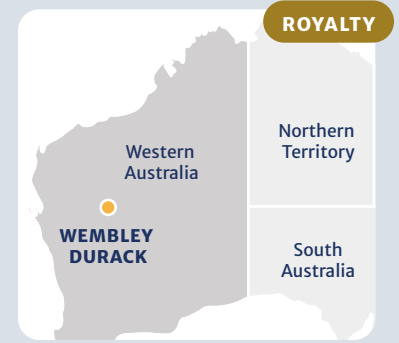 ROYALTY
Northern
Territory
Western
Australia
WEMBLEY
DURACK
South
Australia